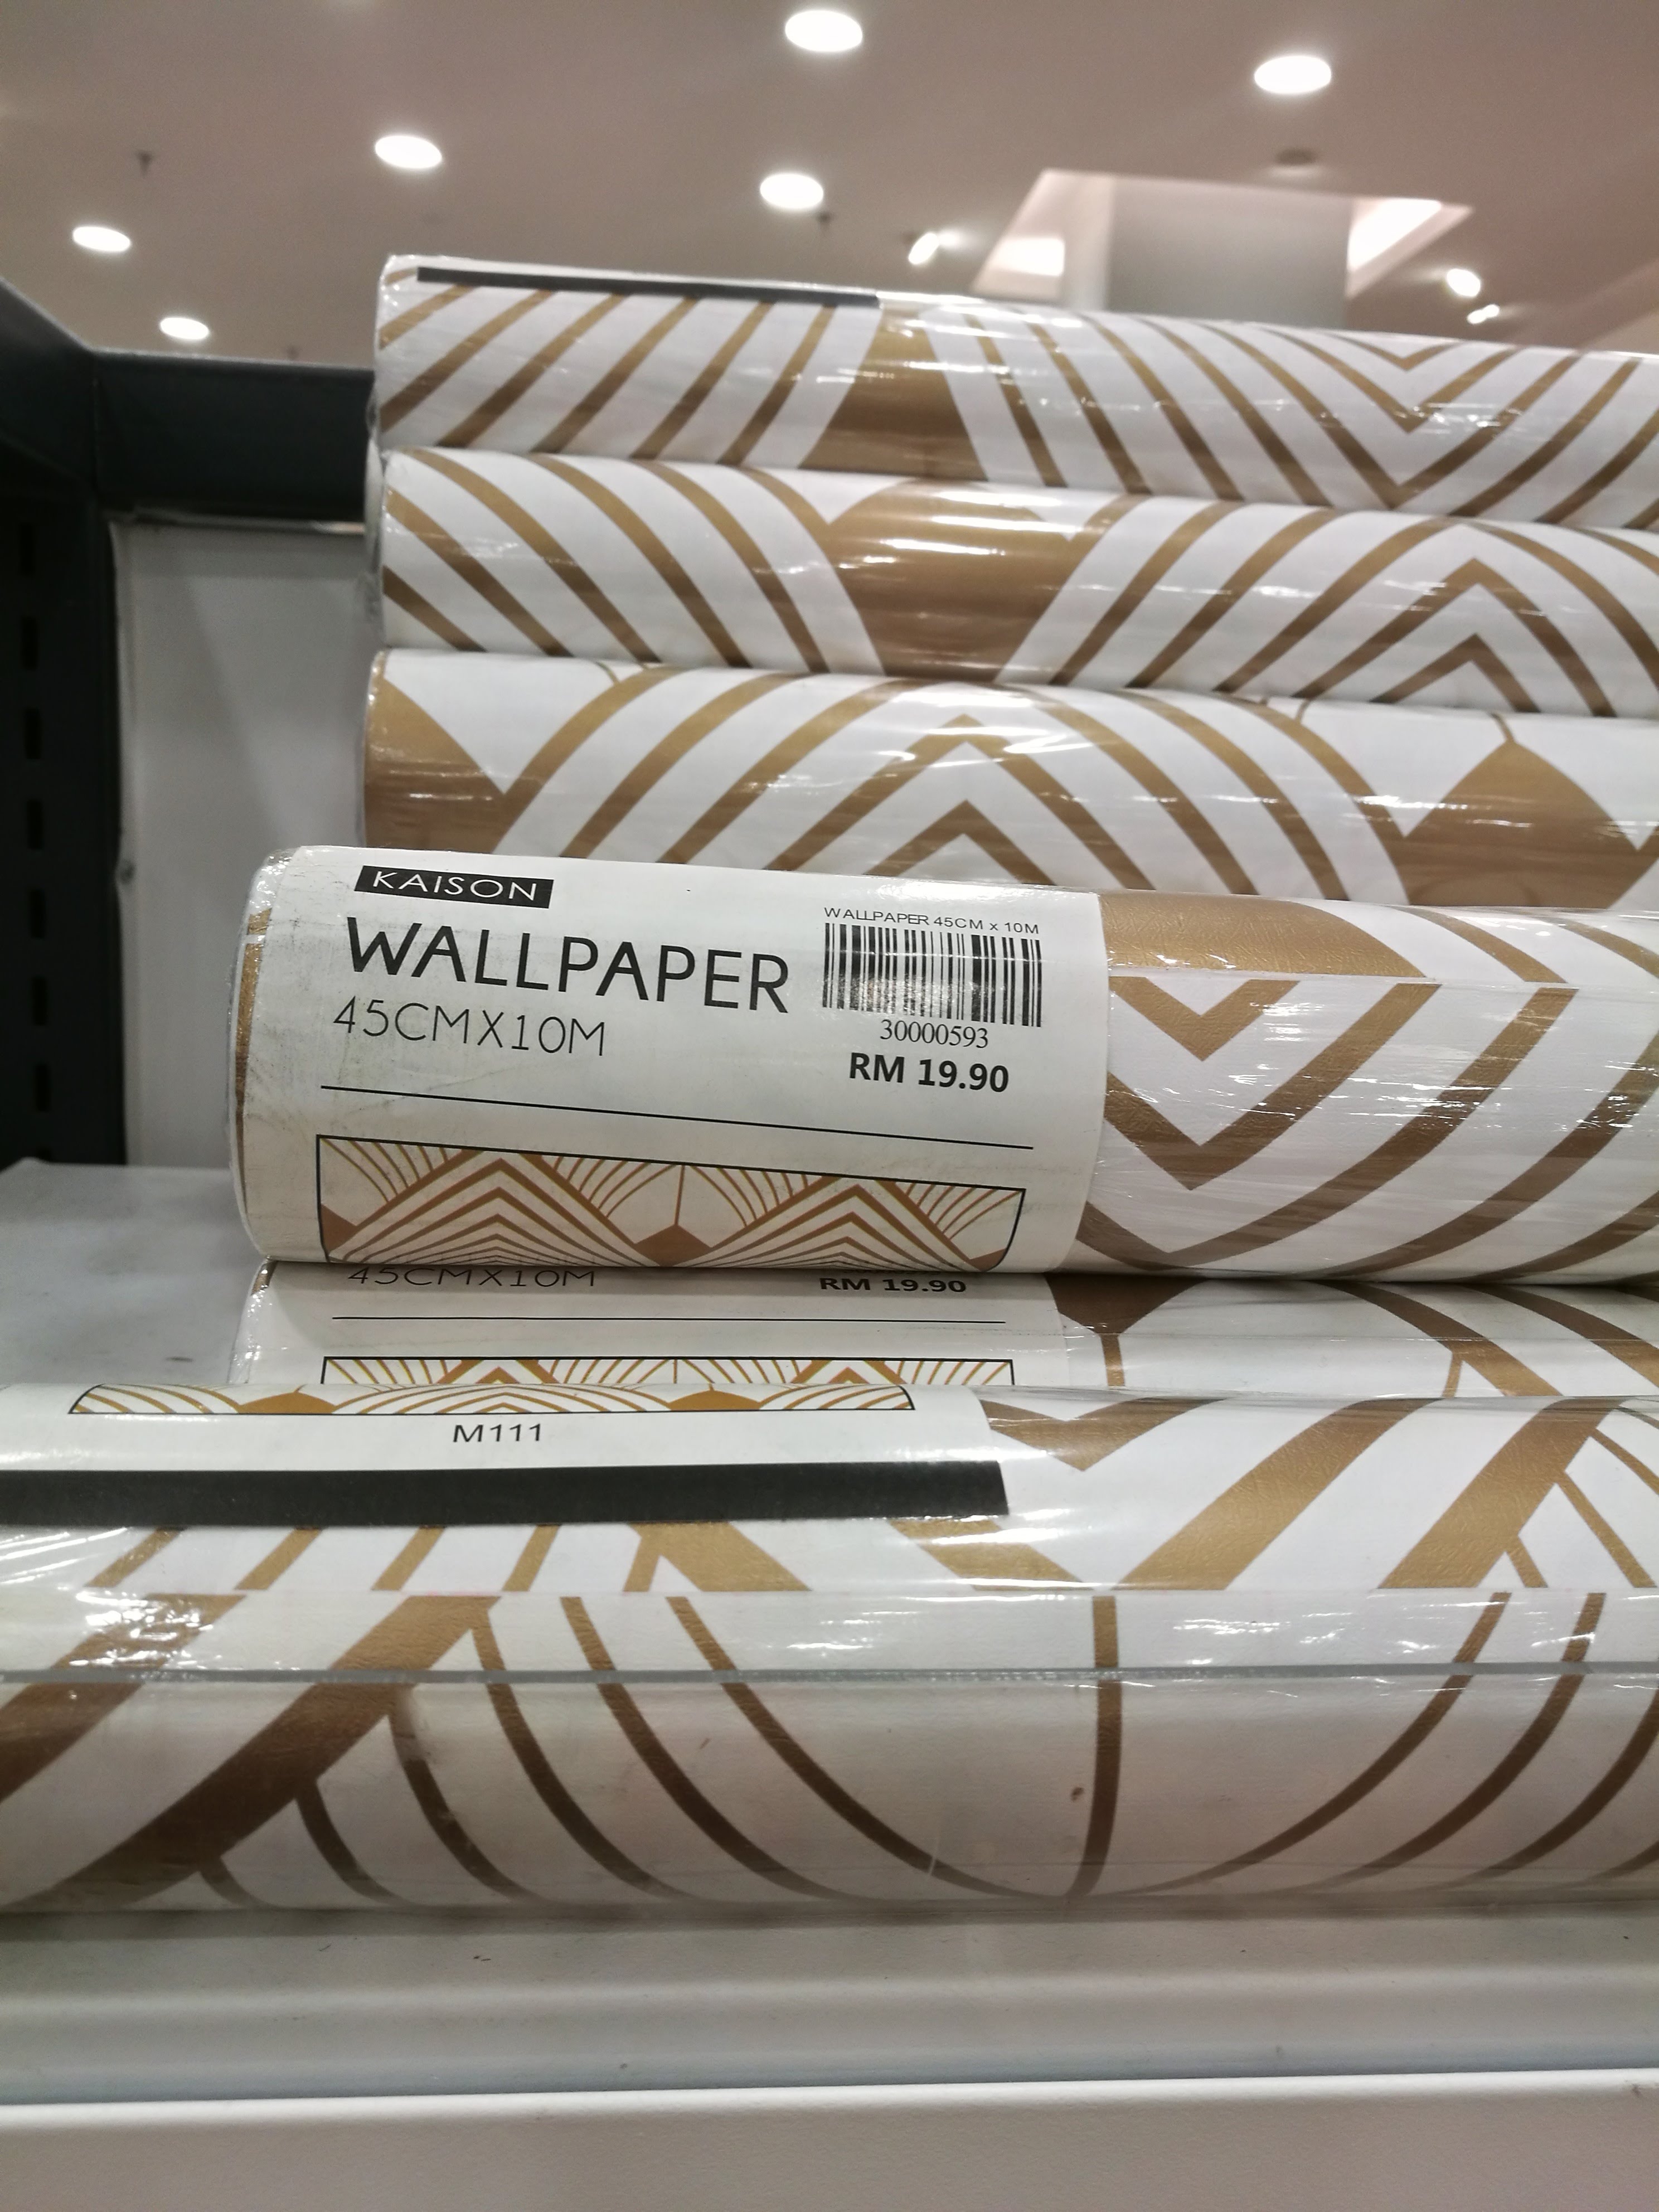 KAISON
WALLPAPER
45CMX10M
WALLPAPER 45CM x 10M
30000593
RM 19.90
45CMX10M
RM 19.90
M111